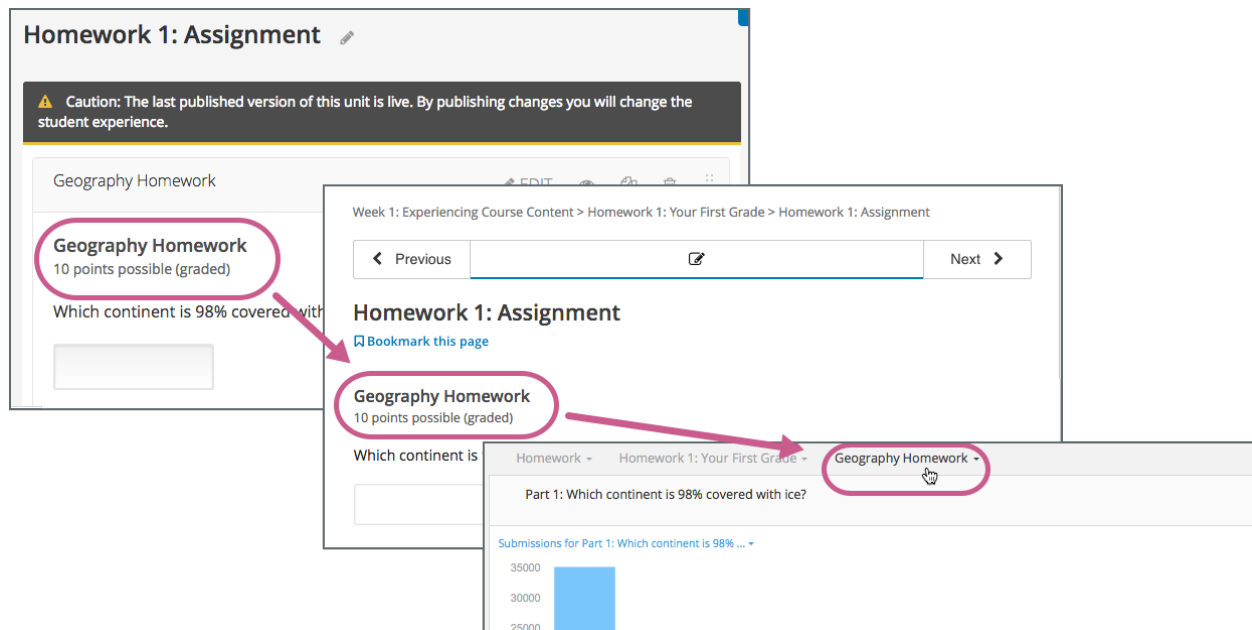 Homework 1: Assignment
Caution: The last published version of this unit is live. By publishing changes you will change the
student experience.
Geography Homework
EDIT
Geography Homework
10 points possible (graded)
Which continent is 98% covered with
Week 1: Experiencing Course Content > Homework 1: Your First Grade > Homework 1: Assignment
Previous
Next
Homework 1: Assignment
Bookmark this page
Geography Homework
10 points possible (graded)
Which continent is
Homework
Homework 1: Your First Grade
Geography Homework
Part 1: Which continent is 98% covered with ice?
Submissions for Part 1: Which continent is 98% ...
35000
30000
25000